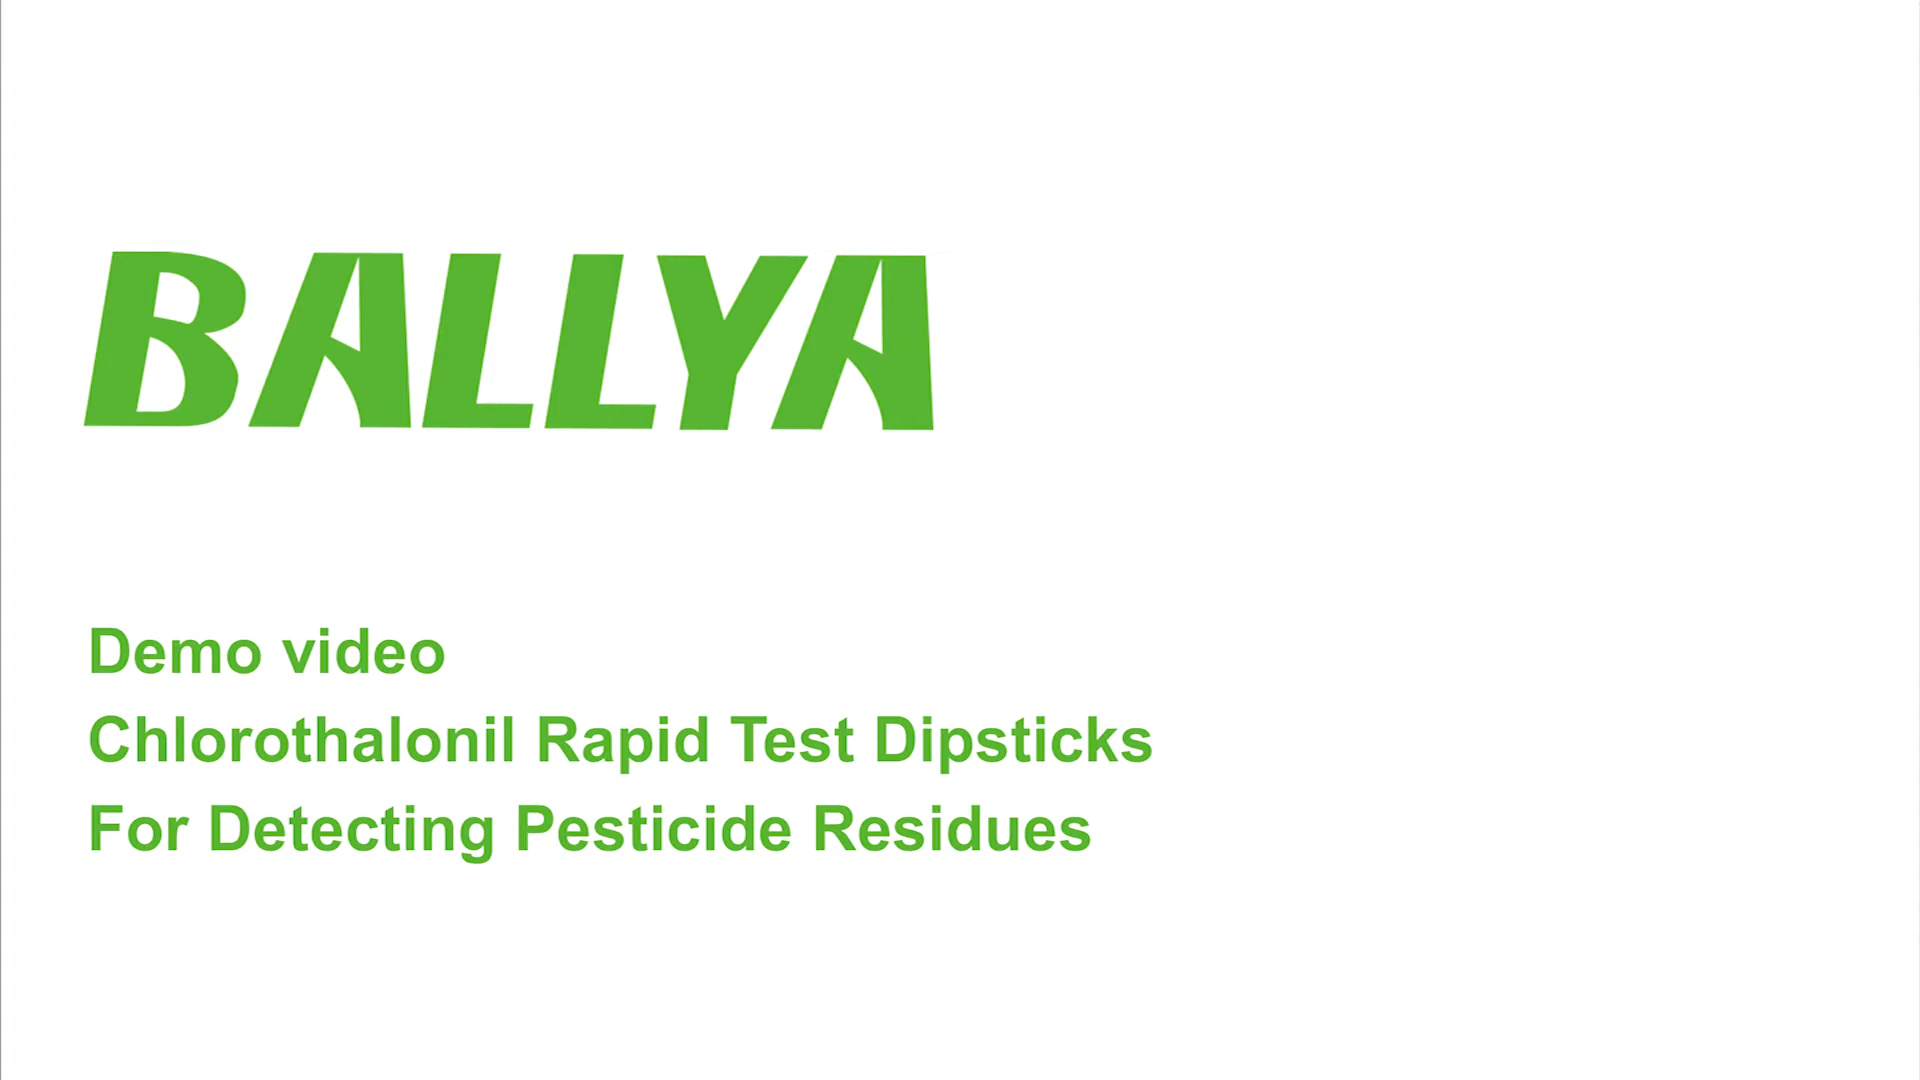 BALLYA
Demo video
Chlorothalonil Rapid Test Dipsticks
For Detecting Pesticide Residues